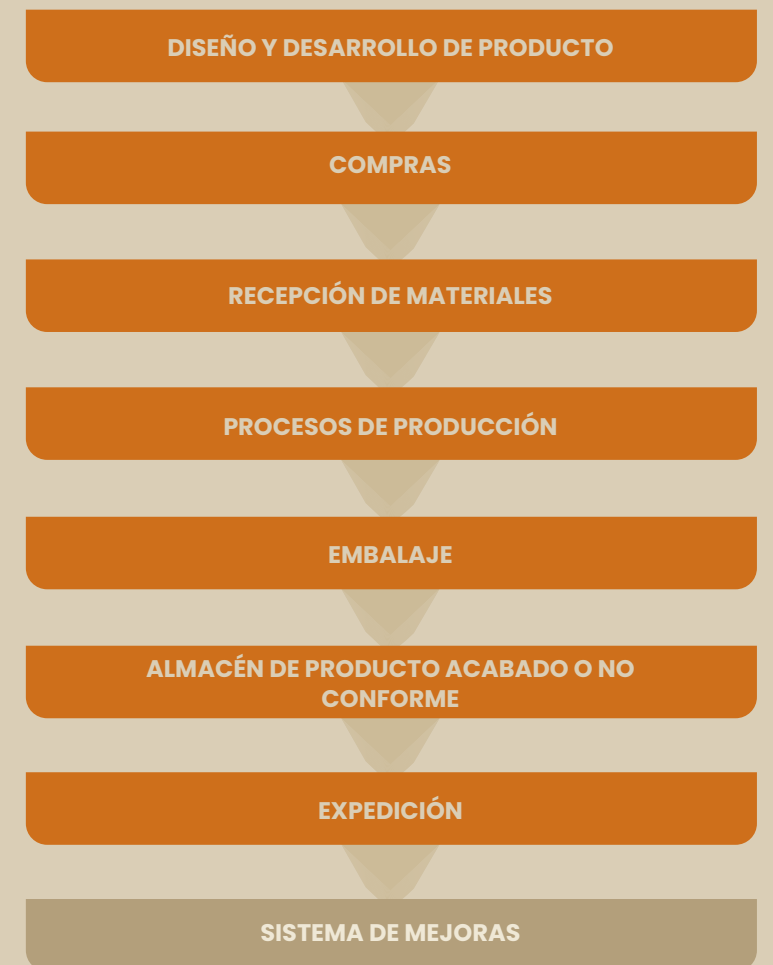 DISEÑO Y DESARROLLO DE PRODUCTO
COMPRAS
RECEPCIÓN DE MATERIALES
PROCESOS DE PRODUCCIÓN
EMBALAJE
ALMACÉN DE PRODUCTO ACABADO O NO
CONFORME
EXPEDICIÓN
SISTEMA DE MEJORAS